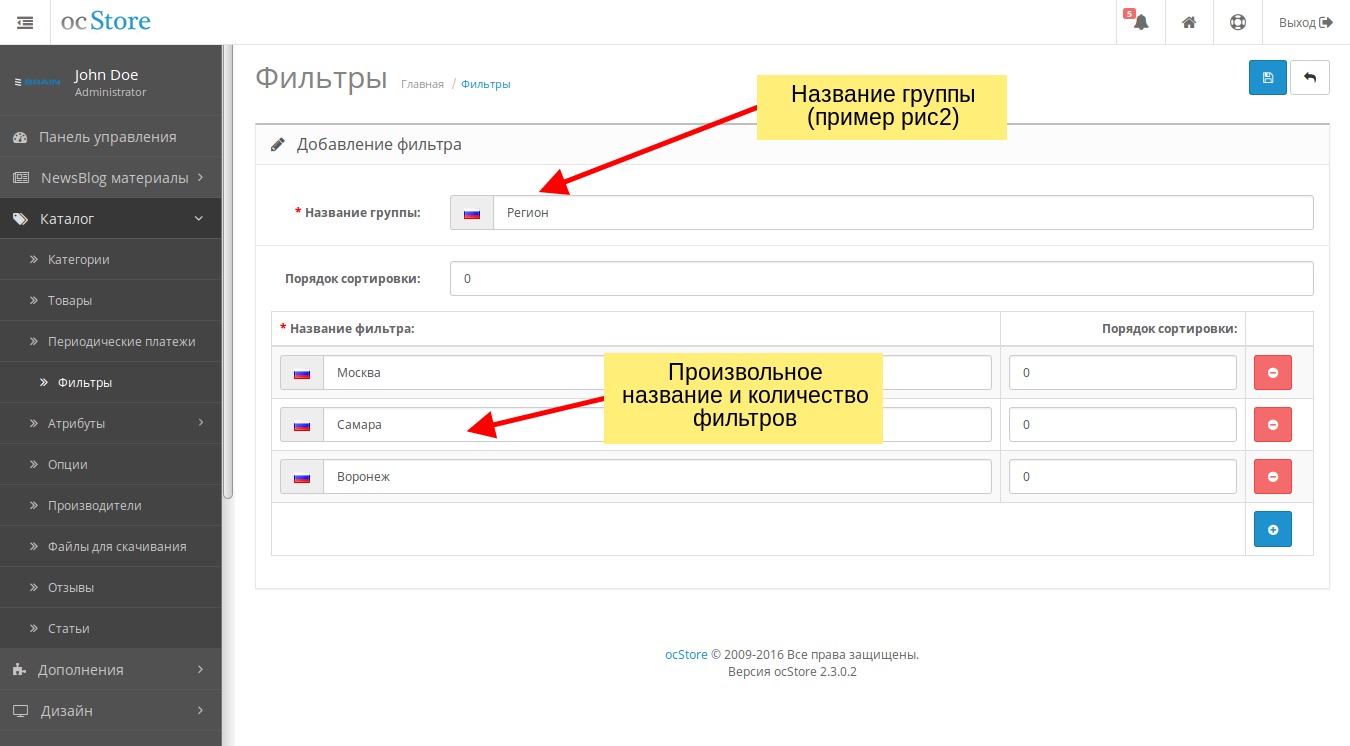 ocStore
5
Выход
BRAIN
John Doe
Administrator
Панель управления
NewsBlog материалы
Каталог
Категории
Товары
Периодические платежи
Фильтры
Атрибуты
Опции
Производители
Файлы для скачивания
Отзывы
Статьи
Дополнения
Дизайн
Фильтры
Главная / Фильтры
Название группы
(пример рис2)
Добавление фильтра
* Название группы:
Регион
Порядок сортировки:
0
* Название фильтра:
Порядок сортировки:
Москва
0
Произвольное
название и количество
фильтров
Самара
0
Воронеж
0
ocStore © 2009-2016 Все права защищены.
Версия ocStore 2.3.0.2